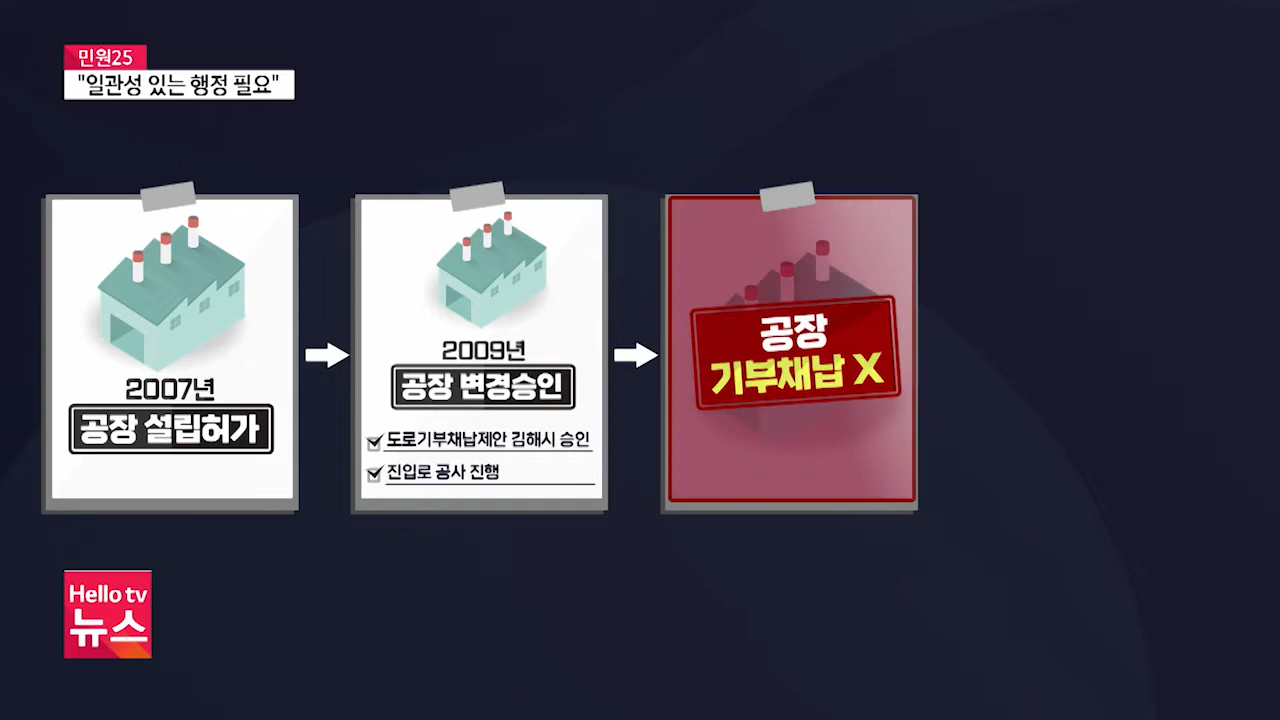 민원25
"일관성 있는 행정 필요"
2007년
공장 설립허가
2009년
공장 변경승인
도로기부채납제안 김해시 승인
진입로 공사 진행
공장
기부채납 X
Hello tv
뉴스